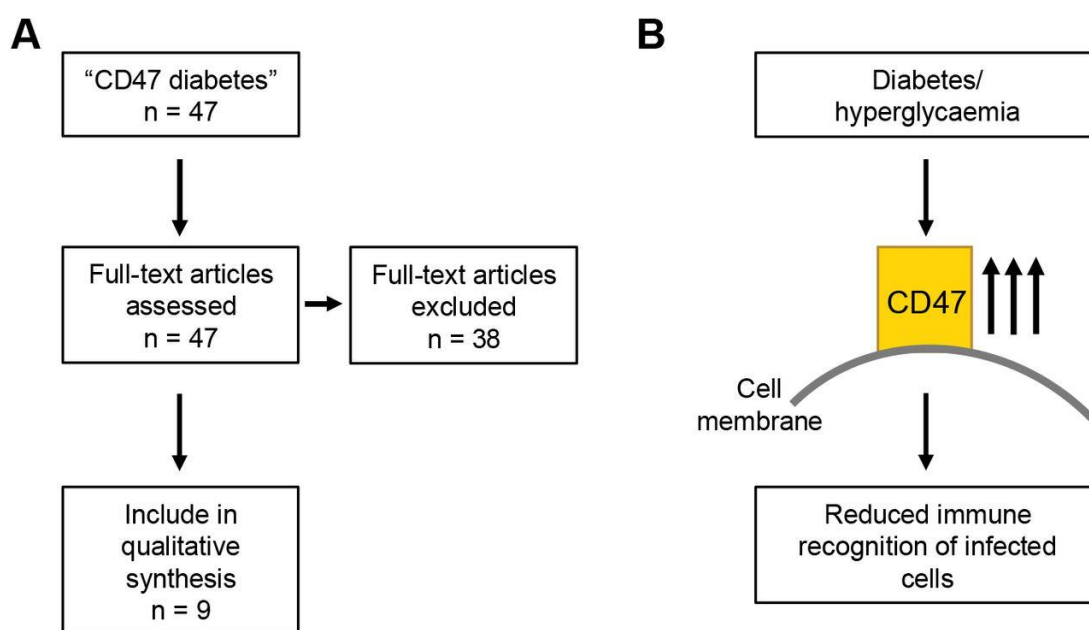 A
“CD47 diabetes”
n = 47
Full-text articles
assessed
n = 47
Full-text articles
excluded
n = 38
Include in
qualitative
synthesis
n = 9
B
Diabetes/
hyperglycaemia
CD47
Cell
membrane
Reduced immune
recognition of infected
cells